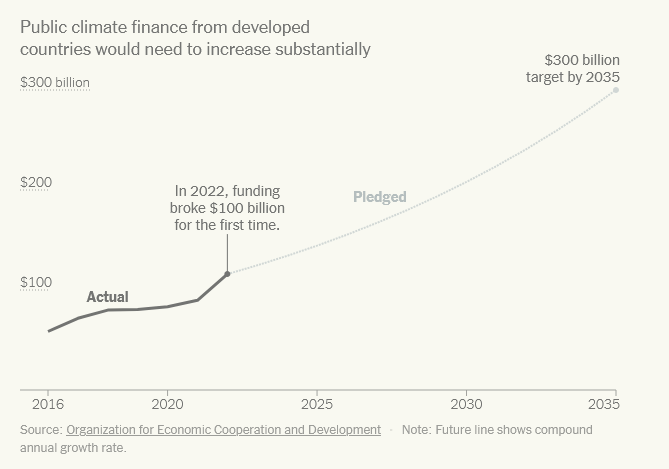 Public climate finance from developed
countries would need to increase substantially
$300 billion
target by 2035
$300 billion
$200
In 2022, funding
broke $100 billion
for the first time.
Pledged
$100
Actual
2016 2020 2025 2030 2035
Source: Organization for Economic Cooperation and Development · Note: Future line shows compound
annual growth rate.